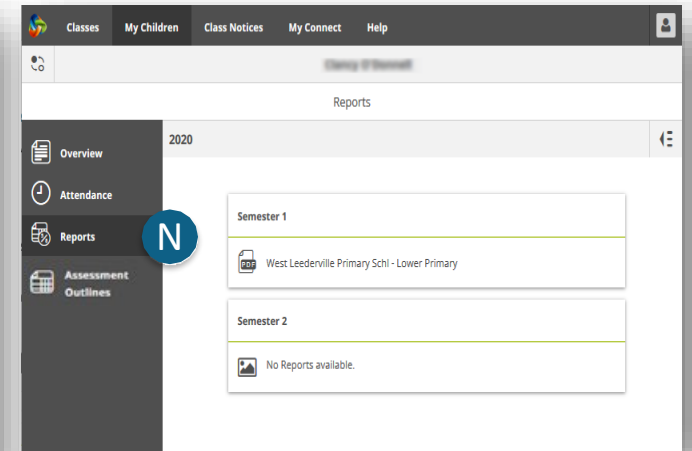 Classes My Children Class Notices My Connect Help
Reports
2020
Overview
Attendance
Reports
N
Assessment
Outlines
Semester 1
PDF West Leederville Primary Schl - Lower Primary
Semester 2
No Reports available.